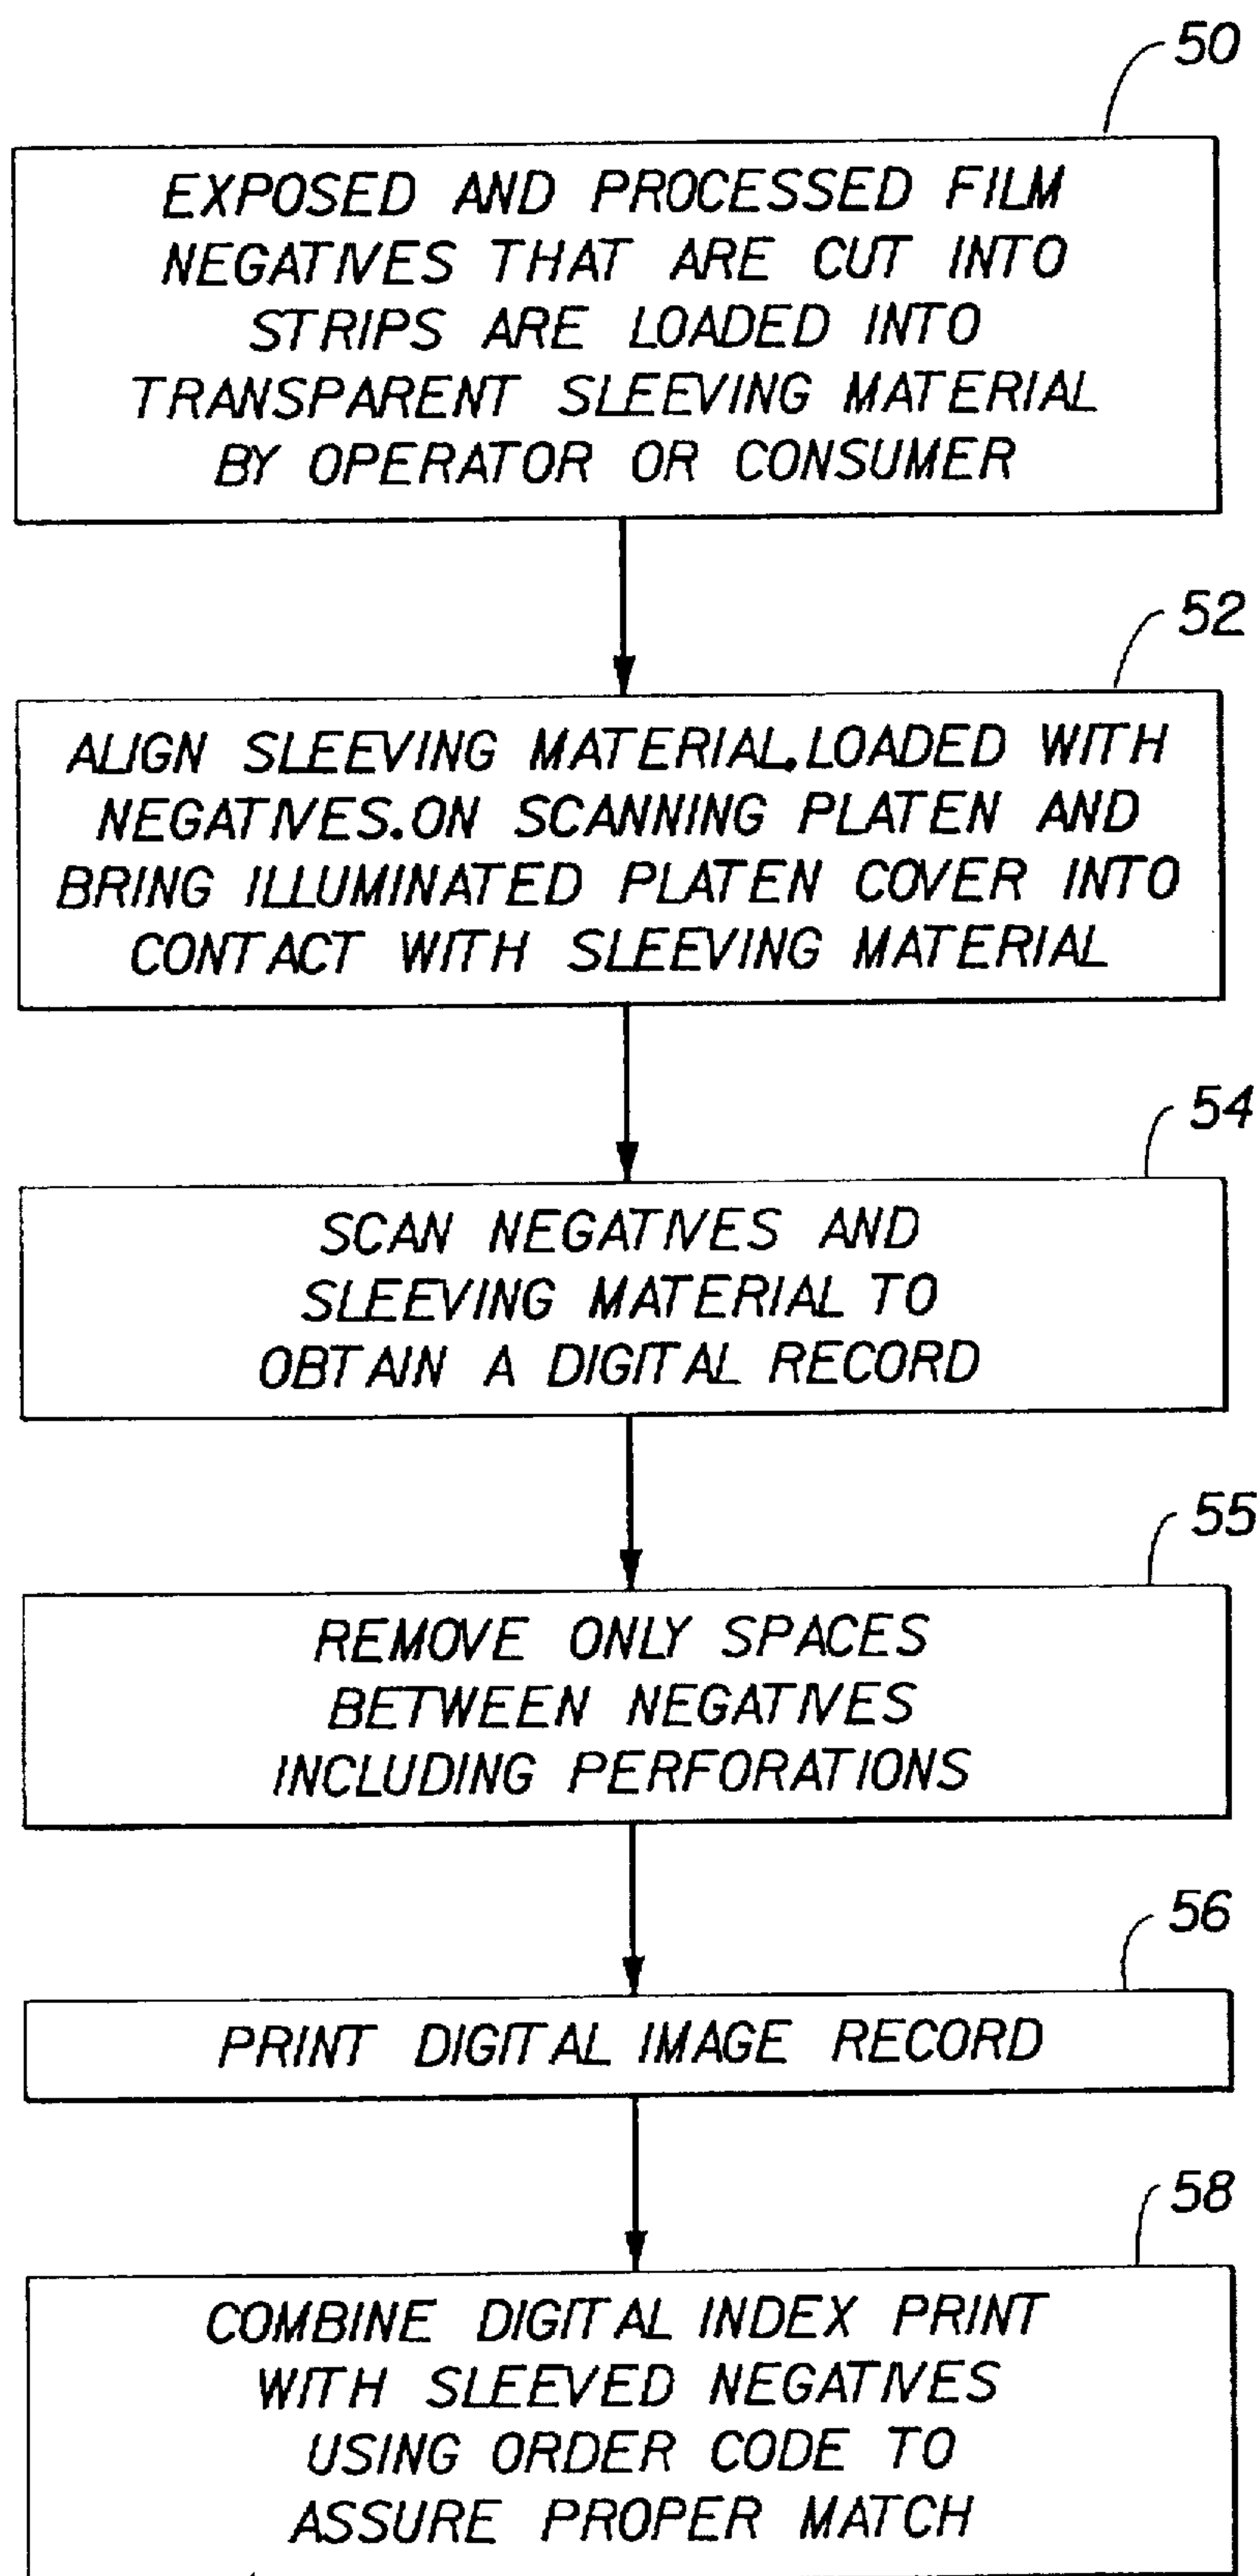 50
EXPOSED AND PROCESSED FILM
NEGATIVES THAT ARE CUT INTO
STRIPS ARE LOADED INTO
TRANSPARENT SLEEVING MATERIAL
BY OPERATOR OR CONSUMER
52
ALIGN SLEEVING MATERIAL.LOADED WITH
NEGATIVES.ON SCANNING PLATEN AND
BRING ILLUMINATED PLATEN COVER INTO
CONTACT WITH SLEEVING MATERIAL
54
SCAN NEGATIVES AND
SLEEVING MATERIAL TO
OBTAIN A DIGITAL RECORD
55
REMOVE ONLY SPACES
BETWEEN NEGATIVES
INCLUDING PERFORATIONS
56
PRINT DIGITAL IMAGE RECORD
58
COMBINE DIGITAL INDEX PRINT
WITH SLEEVED NEGATIVES
USING ORDER CODE TO
ASSURE PROPER MATCH